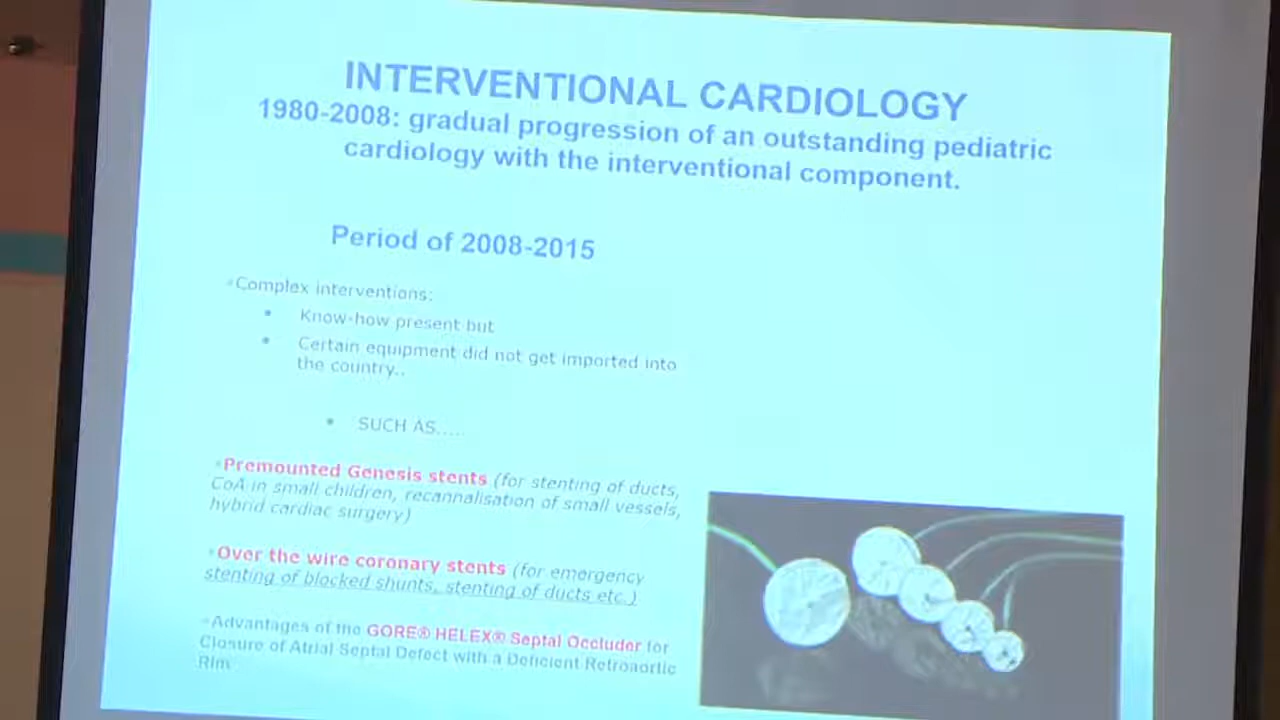 INTERVENTIONAL CARDIOLOGY
1980-2008: gradual progression of an outstanding pediatric
cardiology with the interventional component.
Period of 2008-2015
Complex interventions:
• Know-how present but
• Certain equipment did not get imported into
the country..
• SUCH AS.....
Premounted Genesis stents (for stenting of ducts,
CoA in small children, recannalisation of small vessels,
hybrid cardiac surgery)
Over the wire coronary stents (for emergency
stenting of blocked shunts, stenting of ducts etc.)
Advantages of the GORE® HELEX® Septal Occluder for
Closure of Atrial Septal Defect with a Deficient Retroaortic
Rim